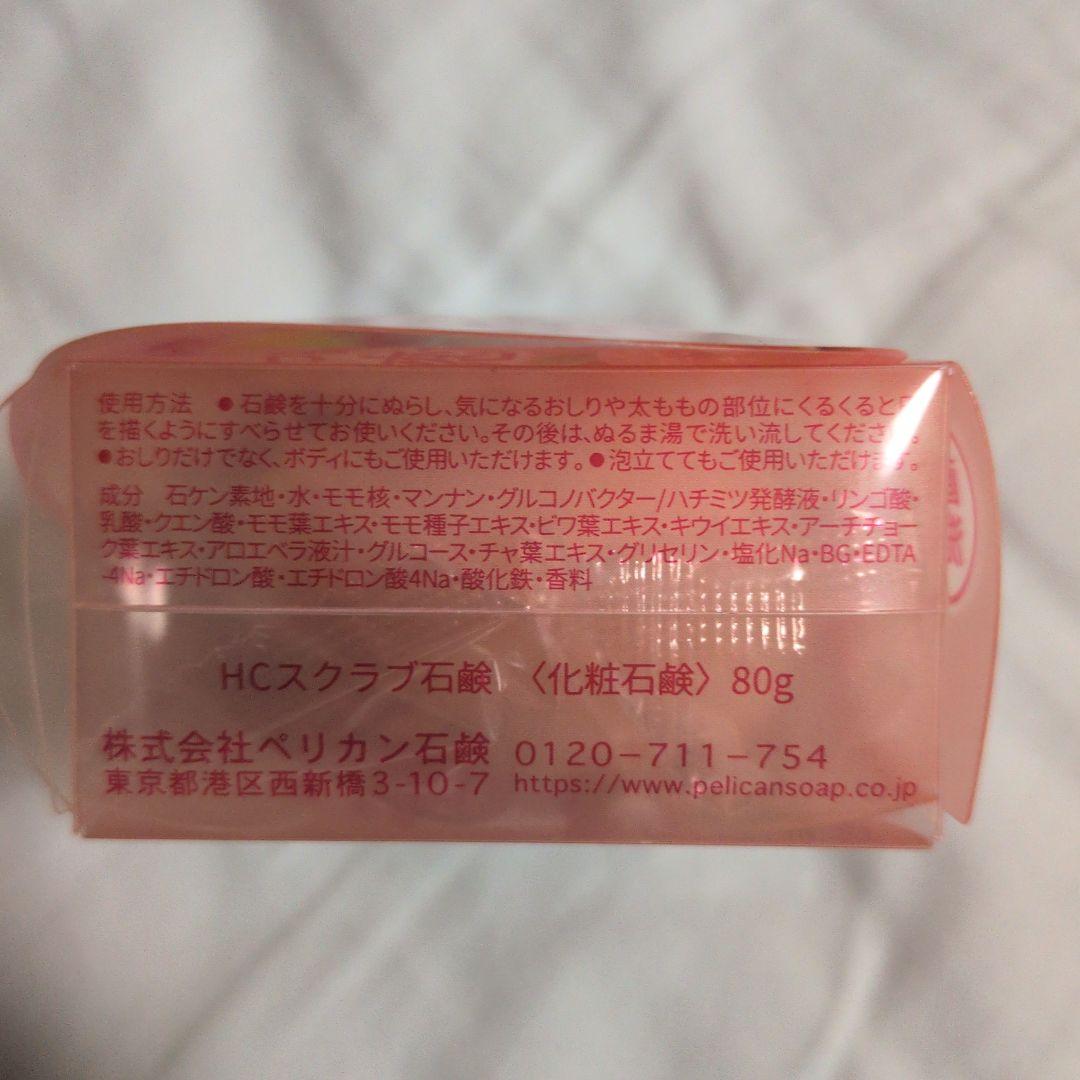 使用方法 ●石鹸を十分にぬらし、気になるおしりや太ももの部位にくるくると
を描くようにすべらせてお使いください。その後は、ぬるま湯で洗い流してください。
●おしりだけでなく、ボディにもご使用いただけます。●泡立ててもご使用いただけます。
成分 石ケン素地・水・モモ核・マンナン・グルコノバクター/ハチミツ発酵液・リンゴ酸・
乳酸・クエン酸・モモ葉エキス・モモ種子エキス・ビワ葉エキス・キウイエキス・アーチチョー
ク葉エキス・アロエベラ液汁・グルコース・チャ葉エキス・グリセリン・塩化Na・BG・EDTA
-4Na・エチドロン酸・エチドロン酸4Na・酸化鉄・香料
HCスクラブ石鹸 〈化粧石鹸〉 80g
株式会社ペリカン石鹸 0120-711-754
東京都港区西新橋3-10-7 https://www.pelicansoap.co.jp